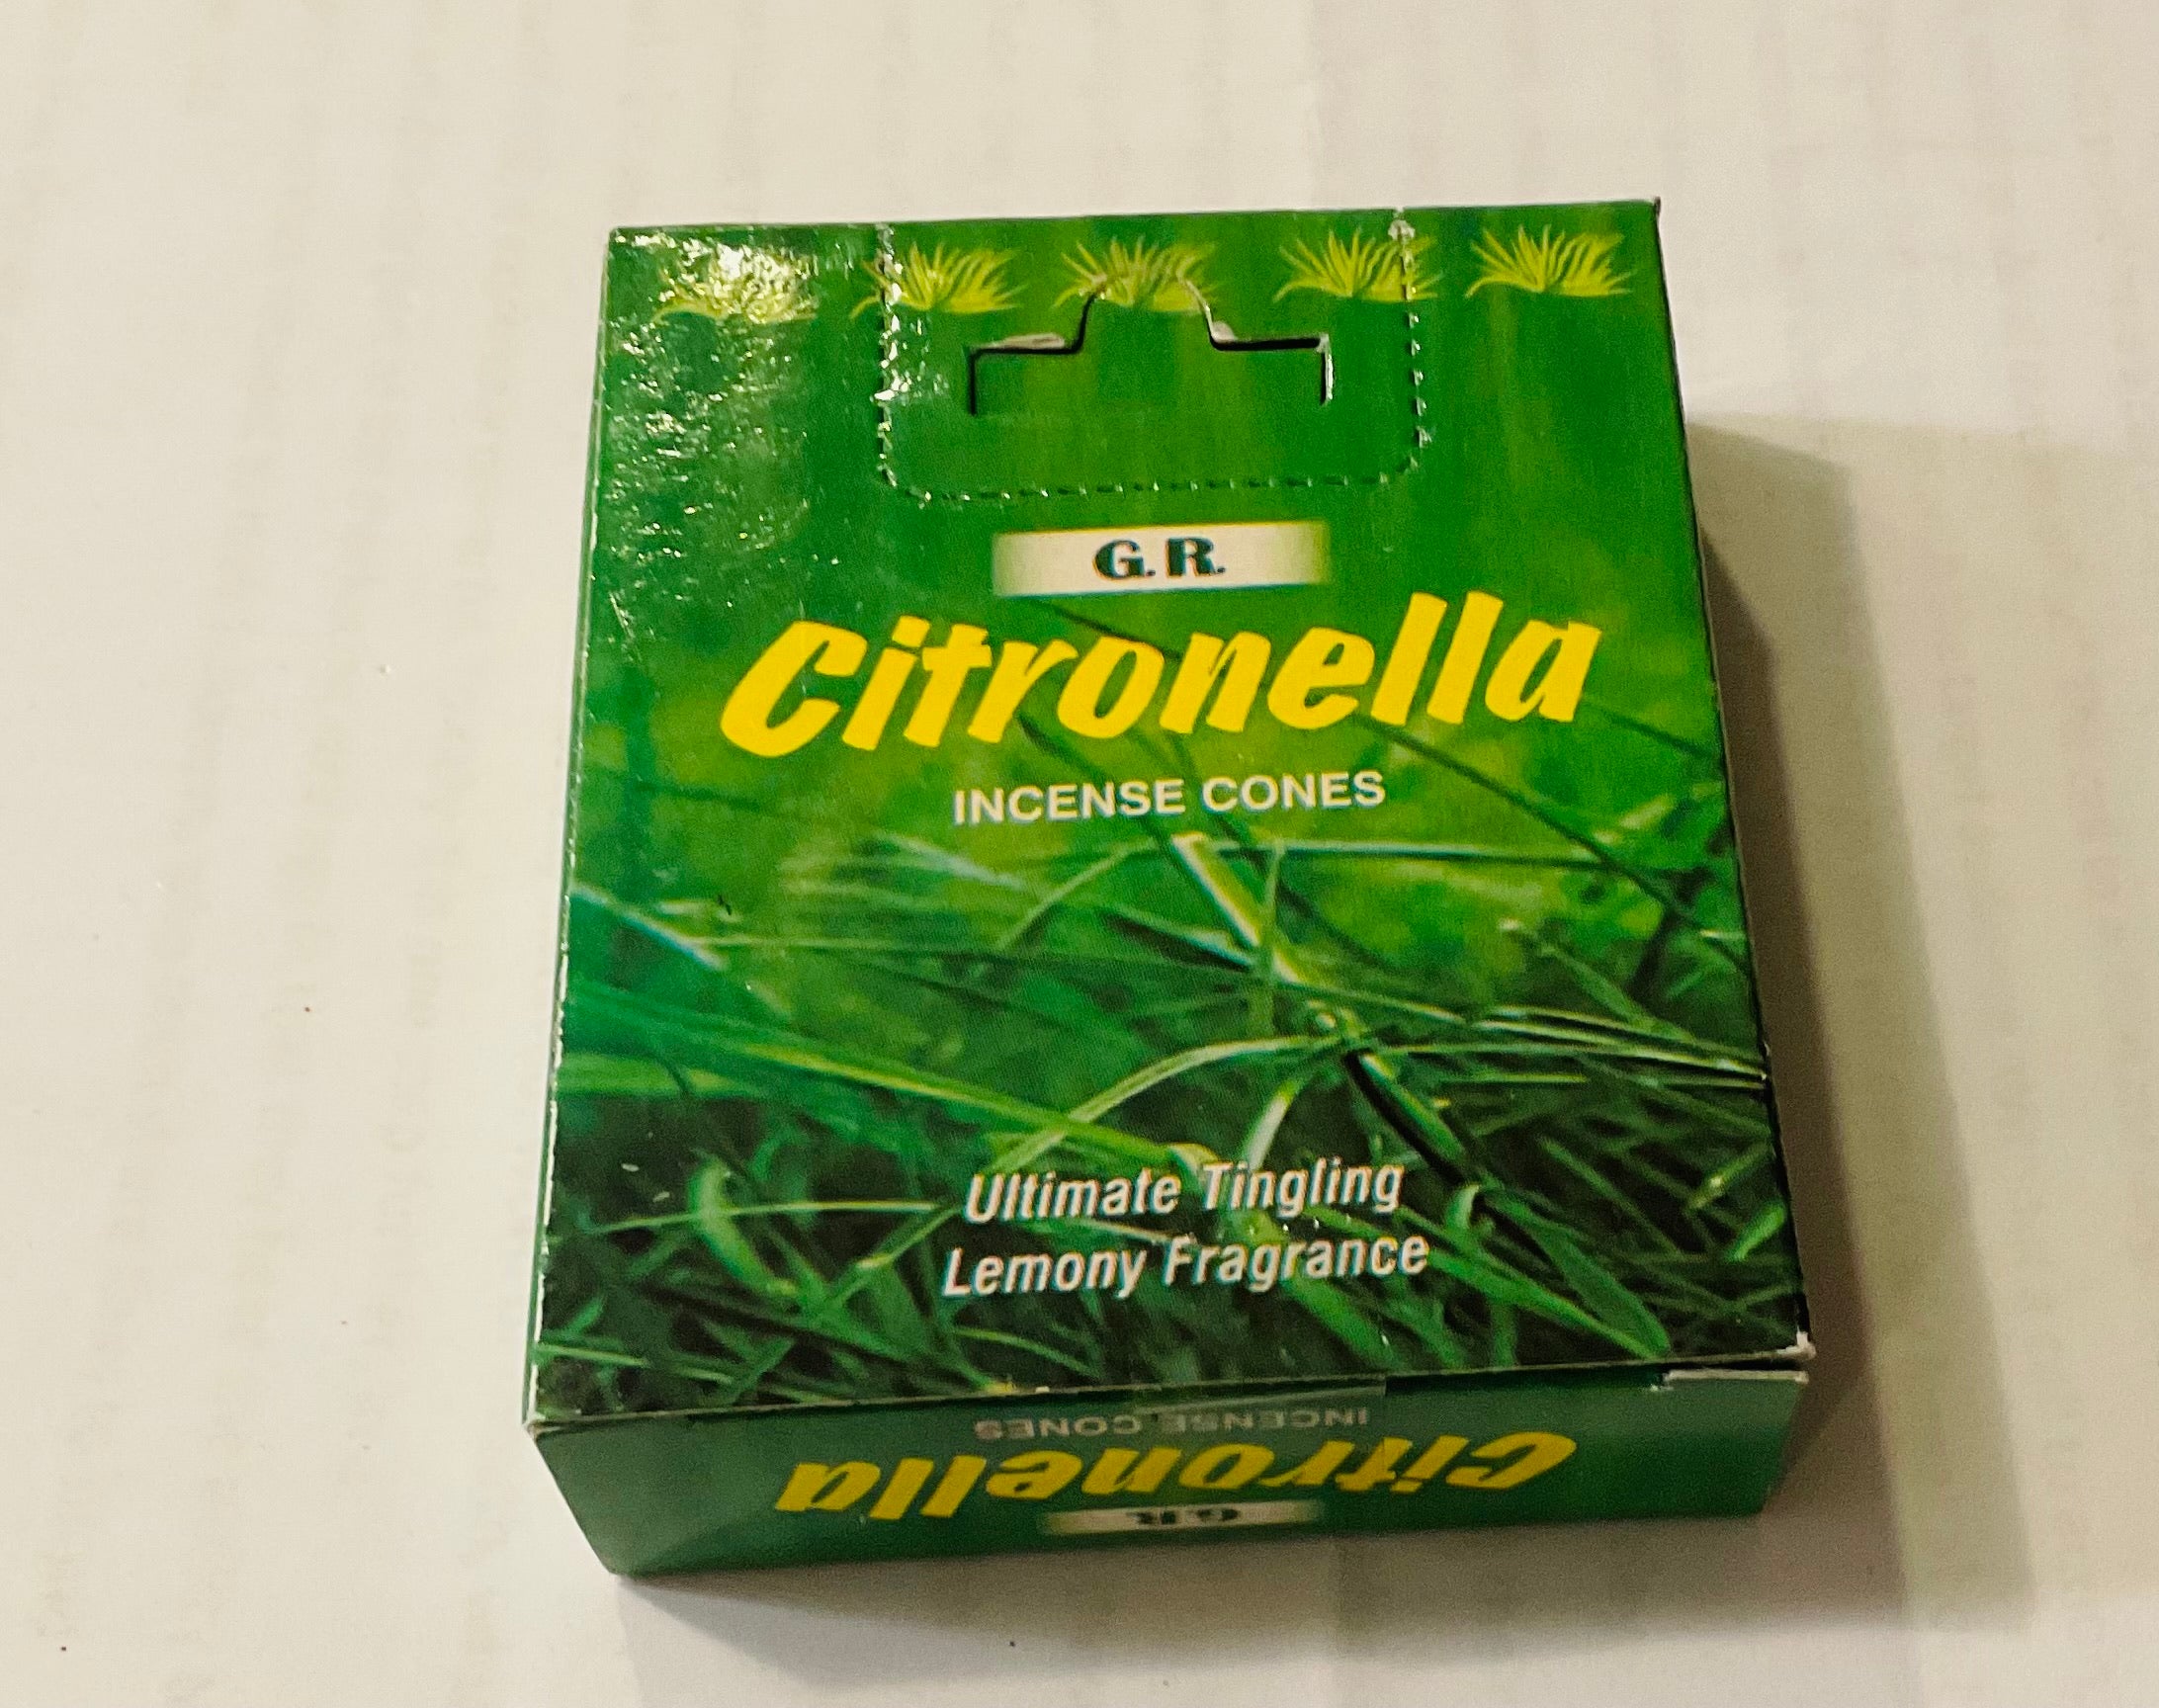 G.R.
Citronella
INCENSE CONES
Ultimate Tingling
Lemony Fragrance
INCENSE CONES
Citronella
G.R.